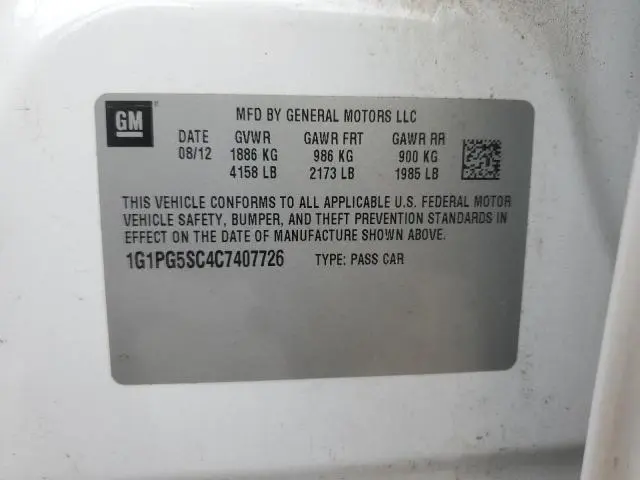 GM
MFD BY GENERAL MOTORS LLC
DATE GVWR GAWR FRT GAWR RR
08/12 1886 KG 986 KG 900 KG
4158 LB 2173 LB 1985 LB
THIS VEHICLE CONFORMS TO ALL APPLICABLE U.S. FEDERAL MOTOR
VEHICLE SAFETY, BUMPER, AND THEFT PREVENTION STANDARDS IN
EFFECT ON THE DATE OF MANUFACTURE SHOWN ABOVE.
1G1PG5SC4C7407726 TYPE: PASS CAR